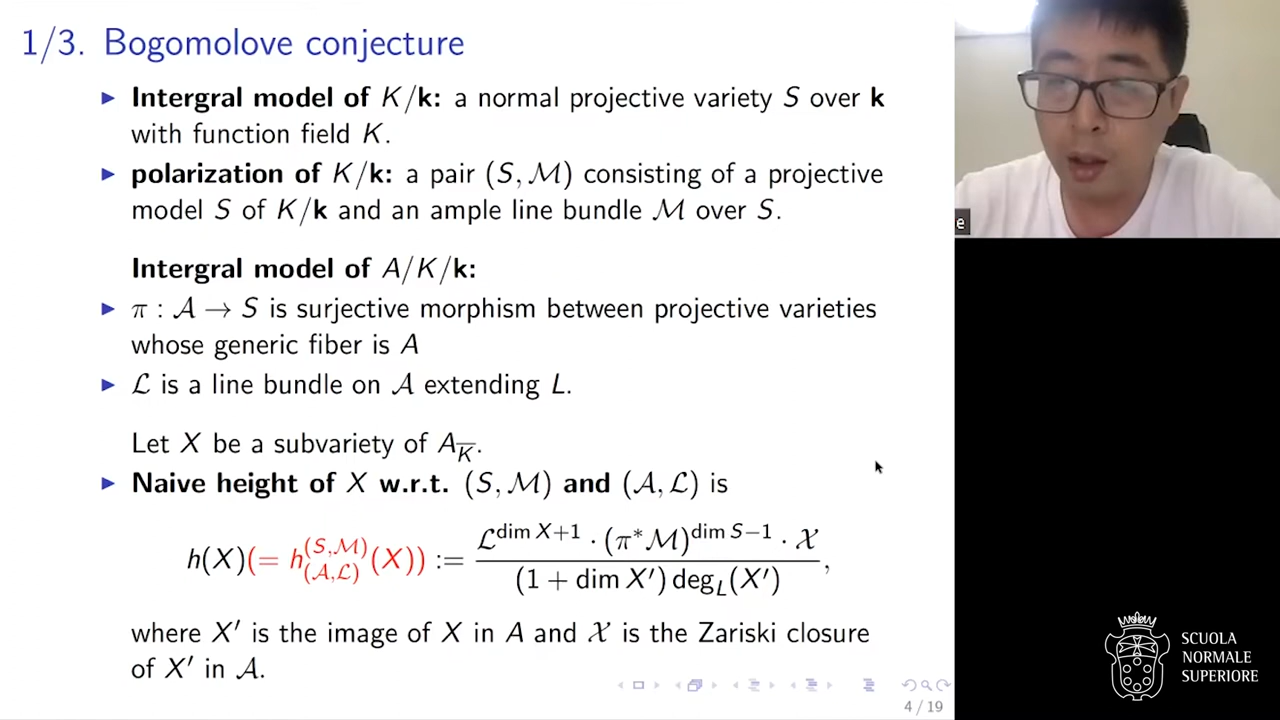 1/3. Bogomolove conjecture
▶ Intergral model of K/k: a normal projective variety S over k
with function field K.
▶ polarization of K/k: a pair (S, ℳ) consisting of a projective
model S of K/k and an ample line bundle ℳ over S.
Intergral model of A/K/k:
▶ π : 𝒜 → S is surjective morphism between projective varieties
whose generic fiber is A
▶ ℒ is a line bundle on 𝒜 extending L.
Let X be a subvariety of A_{\overline{K}}.
▶ Naive height of X w.r.t. (S, ℳ) and (𝒜, ℒ) is
h(X)(= h^{(S,ℳ)}_{(𝒜,ℒ)}(X)) := \frac{ℒ^{dim X+1} · (π*ℳ)^{dim S−1} · 𝒳}{(1 + dim X′) deg_L(X′)},
where X′ is the image of X in A and 𝒳 is the Zariski closure
of X′ in 𝒜.
4 / 19
e
SCUOLA
NORMALE
SUPERIORE